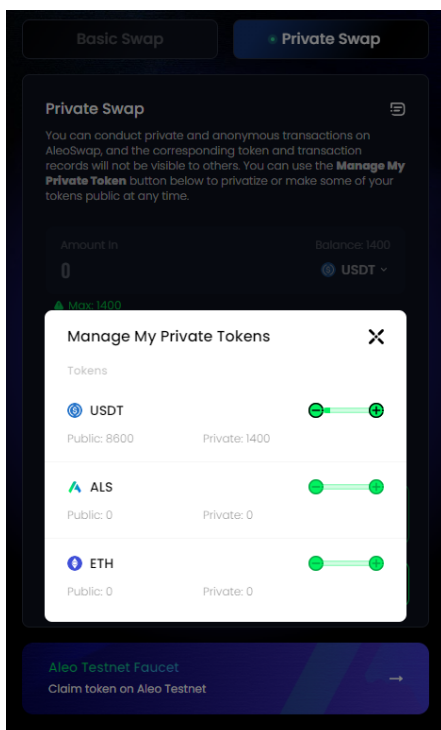 Basic Swap
Private Swap
Private Swap
You can conduct private and anonymous transactions on
AleoSwap, and the corresponding token and transaction
records will not be visible to others. You can use the Manage My
Private Token button below to privatize or make some of your
tokens public at any time.
Amount In
Balance: 1400
0
USDT
Max: 1400
Manage My Private Tokens
Tokens
USDT
Public: 8600
Private: 1400
ALS
Public: 0
Private: 0
ETH
Public: 0
Private: 0
Aleo Testnet Faucet
Claim token on Aleo Testnet